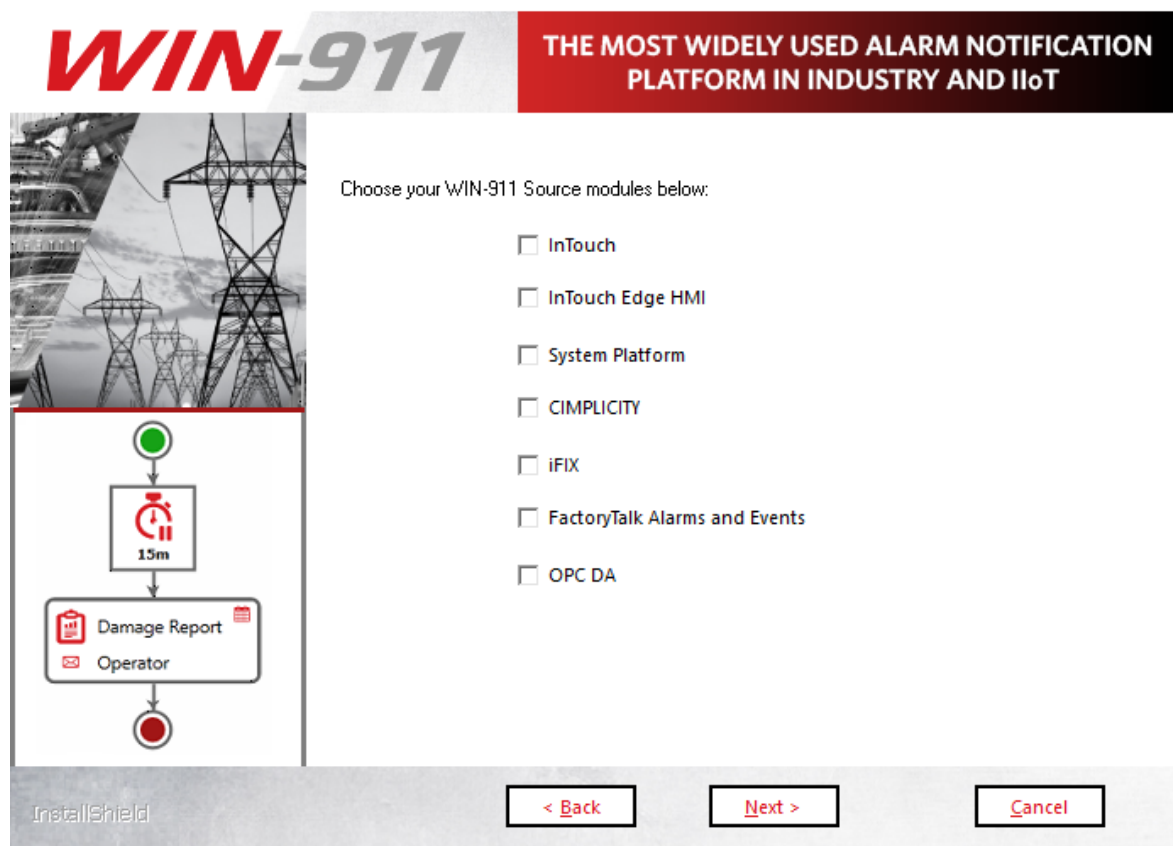 WIN-911
THE MOST WIDELY USED ALARM NOTIFICATION
PLATFORM IN INDUSTRY AND IIoT
Choose your WIN-911 Source modules below:
InTouch
InTouch Edge HMI
System Platform
CIMPLICITY
iFIX
FactoryTalk Alarms and Events
OPC DA
15m
Damage Report
Operator
InstallShield
< Back
Next >
Cancel